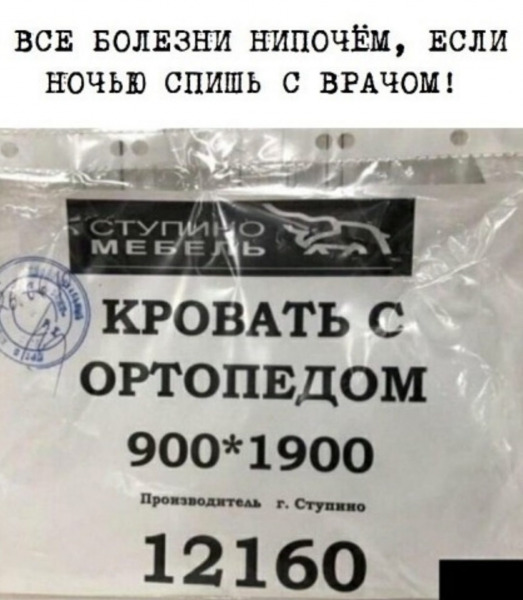 ВСЕ БОЛЕЗНИ НИПОЧЁМ, ЕСЛИ
НОЧЬЮ СПИШЬ С ВРАЧОМ!
СТУПИНО
МЕБЕЛЬ
КРОВАТЬ С
ОРТОПЕДОМ
900*1900
Производитель г. Ступино
12160